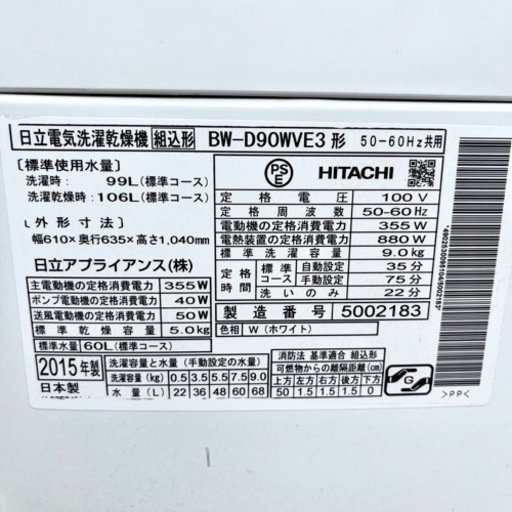 日立電気洗濯乾燥機 組込形 BW-D90WVE3 形 50-60Hz共用
[標準使用水量]
洗濯時: 99L(標準コース)
洗濯乾燥時: 106L(標準コース)
[外形寸法]
幅610×奥行635×高さ1,040mm
日立アプライアンス(株)
主電動機の定格消費電力 355W
ポンプ電動機の定格消費電力 40W
送風電動機の定格消費電力 50W
標準乾燥容量 5.0kg
標準水量 60L(標準コース)
2015年製
日本製
PSE HITACHI
定格電圧 100V
定格周波数 50-60Hz
電動機の定格消費電力 355W
電熱装置の定格消費電力 880W
標準洗濯容量 9.0kg
定格時間 標準コース 自動設定 35分
手動設定 75分
洗いのみ 22分
製造番号 5002183
色相 W(ホワイト)
洗濯容量と水量(手動設定の水量)
洗濯容量(kg) 0.5 3.5 5.5 7.5 9.0
水量(L) 22 36 48 60 68
消防法 基準適合 組込形
可燃物からの離隔距離(cm)
上方 左方 右方 前方 後方 下方
50 1.5 1.5 1.5 1.5 0
G
>PP<